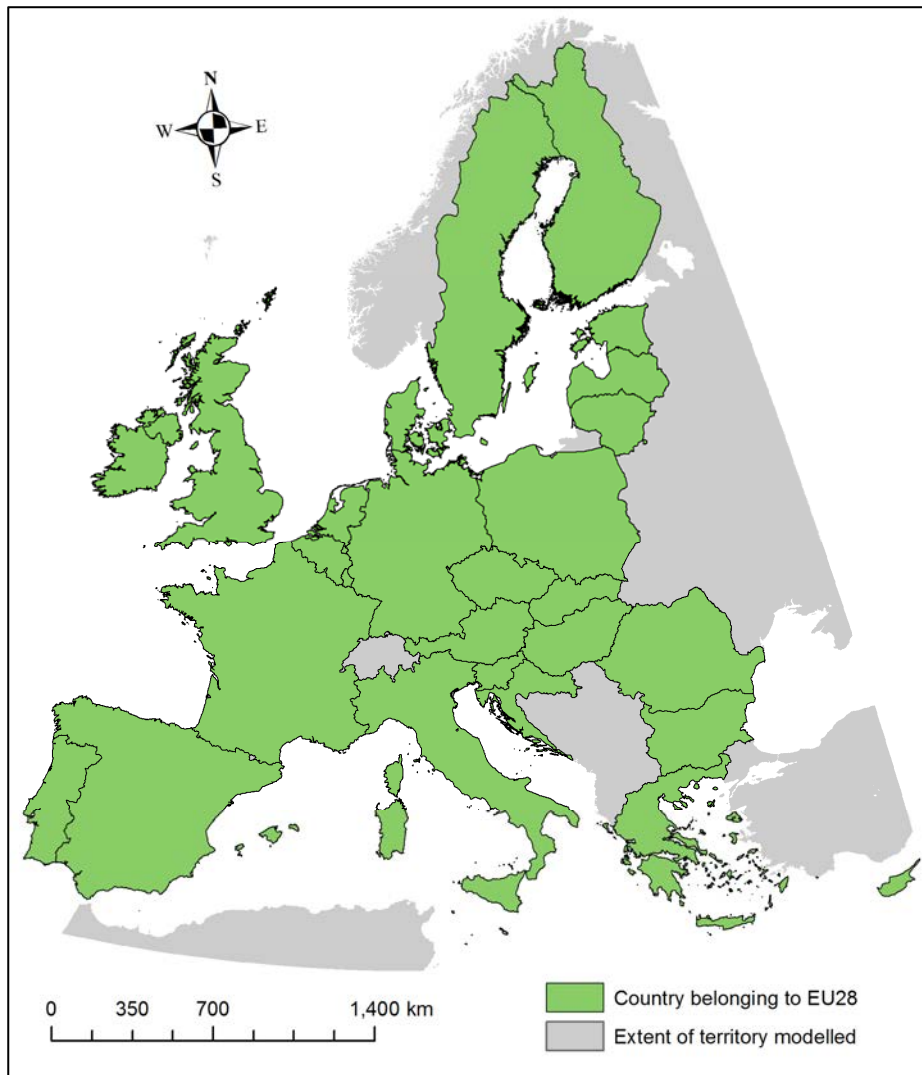 N
W E
S
0 350 700 1,400 km
Country belonging to EU28
Extent of territory modelled